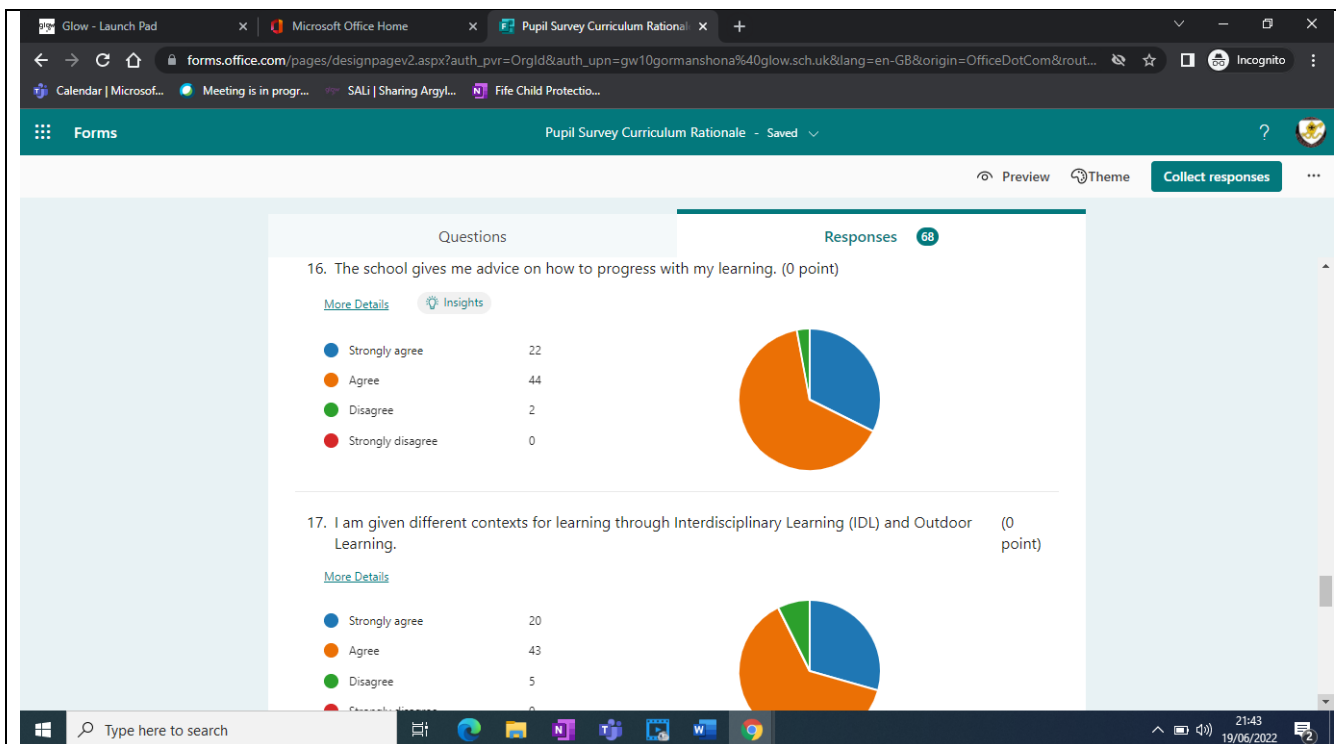 glow Glow - Launch Pad Microsoft Office Home Pupil Survey Curriculum Rational
forms.office.com/pages/designpagev2.aspx?auth_pvr=OrgId&auth_upn=gw10gormanshona%40glow.sch.uk&lang=en-GB&origin=OfficeDotCom&rout... Incognito
Calendar | Microsof... Meeting is in progr... SALi | Sharing Argyl... Fife Child Protectio...
Forms Pupil Survey Curriculum Rationale - Saved ?
Preview Theme Collect responses ...
Questions Responses 68
16. The school gives me advice on how to progress with my learning. (0 point)
More Details Insights
Strongly agree 22
Agree 44
Disagree 2
Strongly disagree 0
17. I am given different contexts for learning through Interdisciplinary Learning (IDL) and Outdoor (0
Learning. point)
More Details
Strongly agree 20
Agree 43
Disagree 5
Strongly disagree 0
Type here to search 21:43
19/06/2022 2